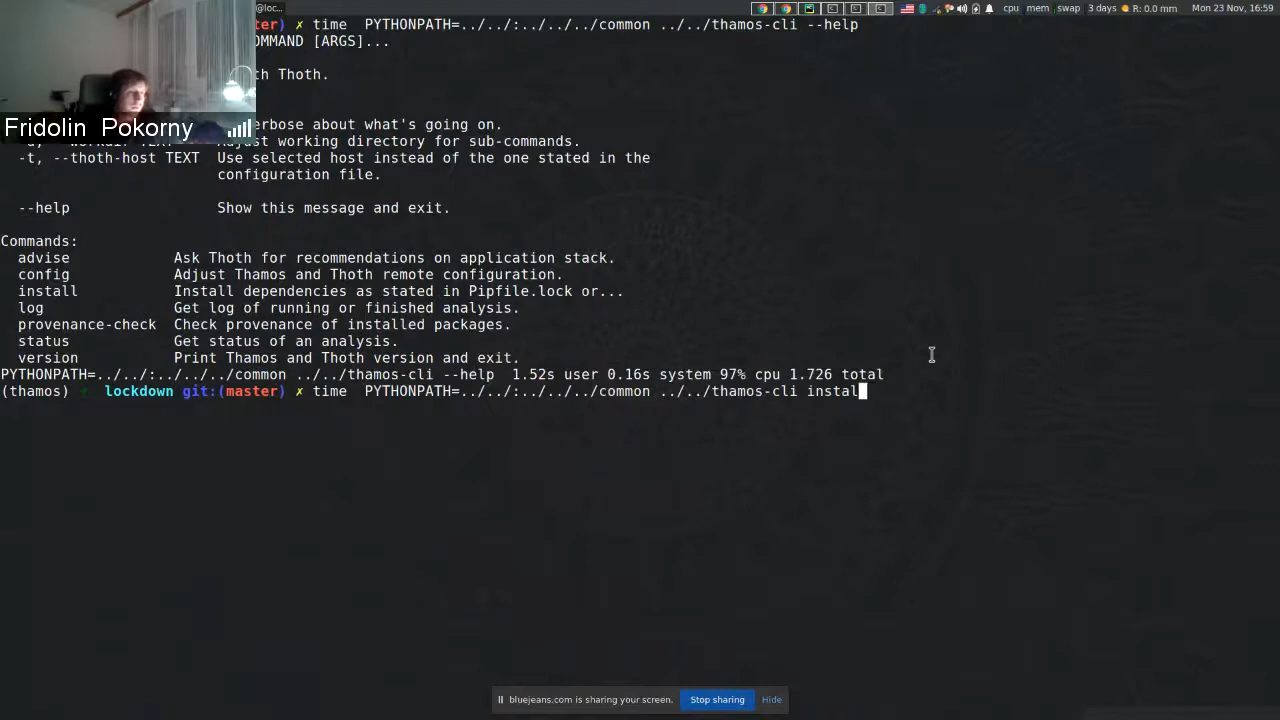 @loc...
cpu mem swap 3 days R: 0.0 mm Mon 23 Nov, 16:59
ter) ✗ time PYTHONPATH=../../:../../../common ../../thamos-cli --help
OMMAND [ARGS]...
th Thoth.
erbose about what's going on.
Fridolin Pokorny
Adjust working directory for sub-commands.
-t, --thoth-host TEXT Use selected host instead of the one stated in the
configuration file.
--help Show this message and exit.
Commands:
advise Ask Thoth for recommendations on application stack.
config Adjust Thamos and Thoth remote configuration.
install Install dependencies as stated in Pipfile.lock or...
log Get log of running or finished analysis.
provenance-check Check provenance of installed packages.
status Get status of an analysis.
version Print Thamos and Thoth version and exit.
PYTHONPATH=../../:../../../common ../../thamos-cli --help 1.52s user 0.16s system 97% cpu 1.726 total
(thamos) lockdown git:(master) ✗ time PYTHONPATH=../../:../../../common ../../thamos-cli instal
bluejeans.com is sharing your screen. Stop sharing Hide